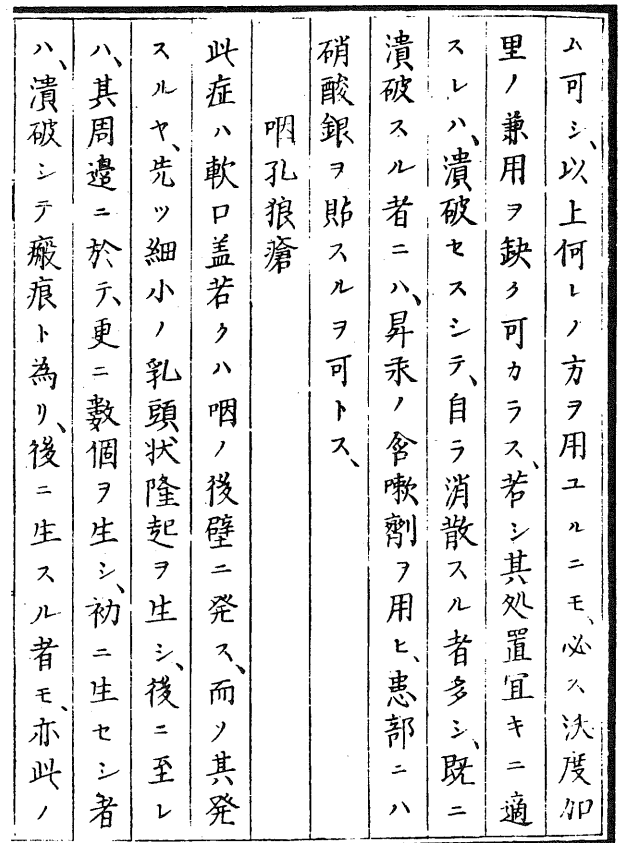 ム可シ、以上何レノ方ヲ用ユルニモ、必ス沃度加
里ノ兼用ヲ缺ク可カラス、若シ其処置宜キニ適
スレハ、潰破セスシテ、自ラ消散スル者多シ、既ニ
潰破スル者ニハ、昇汞ノ含嗽劑ヲ用ヒ、患部ニハ
硝酸銀ヲ貼スルヲ可トス、
咽孔狼瘡
此症ハ軟口盖若クハ咽ノ後壁ニ発ス、而ソ其発
スルヤ、先ツ細小ノ乳頭状隆起ヲ生シ、後ニ至レ
ハ、其周邊ニ於テ、更ニ數個ヲ生シ、初ニ生セシ者
ハ、潰破シテ瘢痕ト為リ、後ニ生スル者モ、亦此ノ